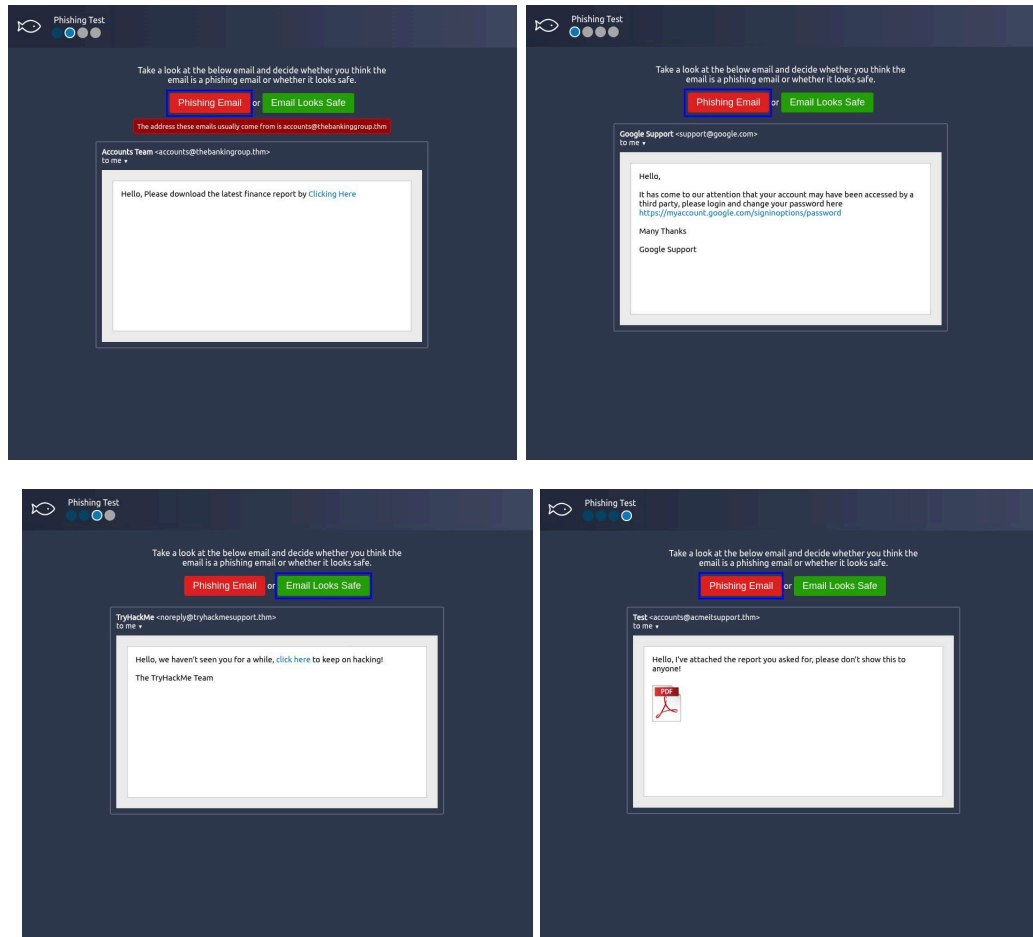 Phishing Test
Take a look at the below email and decide whether you think the
email is a phishing email or whether it looks safe.
Phishing Email or Email Looks Safe
The address these emails usually come from is accounts@thebankinggroup.thm
Accounts Team <accounts@thebankingroup.thm>
to me ▾
Hello, Please download the latest finance report by Clicking Here
Phishing Test
Take a look at the below email and decide whether you think the
email is a phishing email or whether it looks safe.
Phishing Email or Email Looks Safe
Google Support <support@google.com>
to me ▾
Hello,
It has come to our attention that your account may have been accessed by a
third party, please login and change your password here
https://myaccount.google.com/signinoptions/password
Many Thanks
Google Support
Phishing Test
Take a look at the below email and decide whether you think the
email is a phishing email or whether it looks safe.
Phishing Email or Email Looks Safe
TryHackMe <noreply@tryhackmesupport.thm>
to me ▾
Hello, we haven't seen you for a while, click here to keep on hacking!
The TryHackMe Team
Phishing Test
Take a look at the below email and decide whether you think the
email is a phishing email or whether it looks safe.
Phishing Email or Email Looks Safe
Test <accounts@acmeitsupport.thm>
to me ▾
Hello, I've attached the report you asked for, please don't show this to
anyone!
PDF